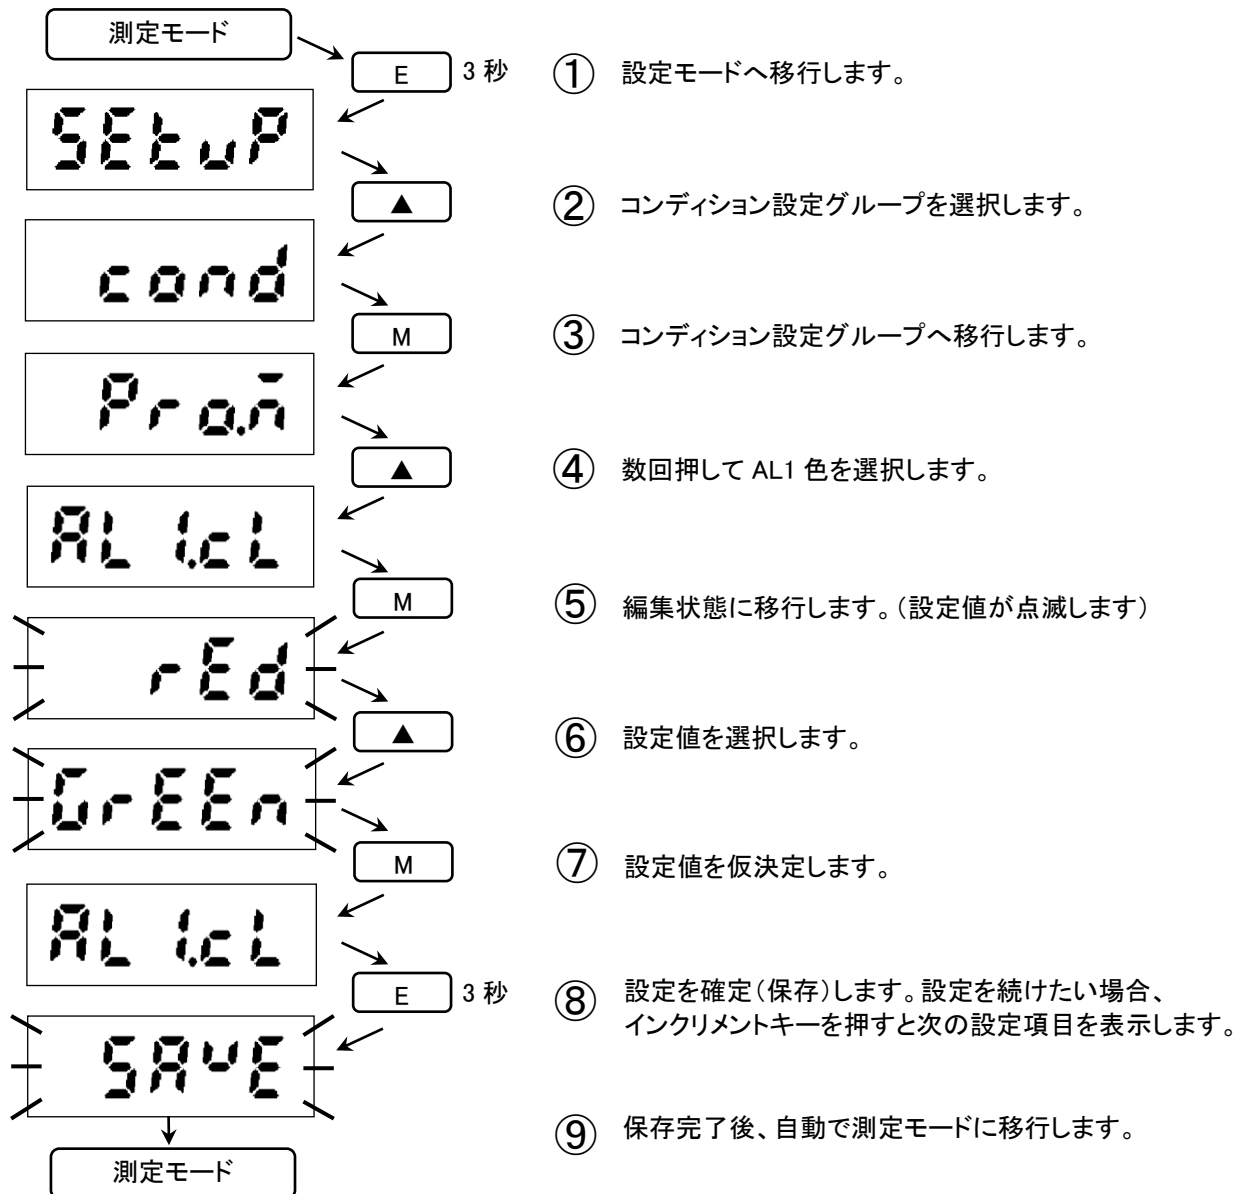 測定モード
E 3 秒 ① 設定モードへ移行します。
SEtuP
▲ ② コンディション設定グループを選択します。
cond
M ③ コンディション設定グループへ移行します。
Pro.m
▲ ④ 数回押して AL1 色を選択します。
AL1.cL
M ⑤ 編集状態に移行します。（設定値が点滅します）
rEd
▲ ⑥ 設定値を選択します。
GrEEn
M ⑦ 設定値を仮決定します。
AL1.cL
E 3 秒 ⑧ 設定を確定（保存）します。設定を続けたい場合、
インクリメントキーを押すと次の設定項目を表示します。
SAvE
⑨ 保存完了後、自動で測定モードに移行します。
測定モード